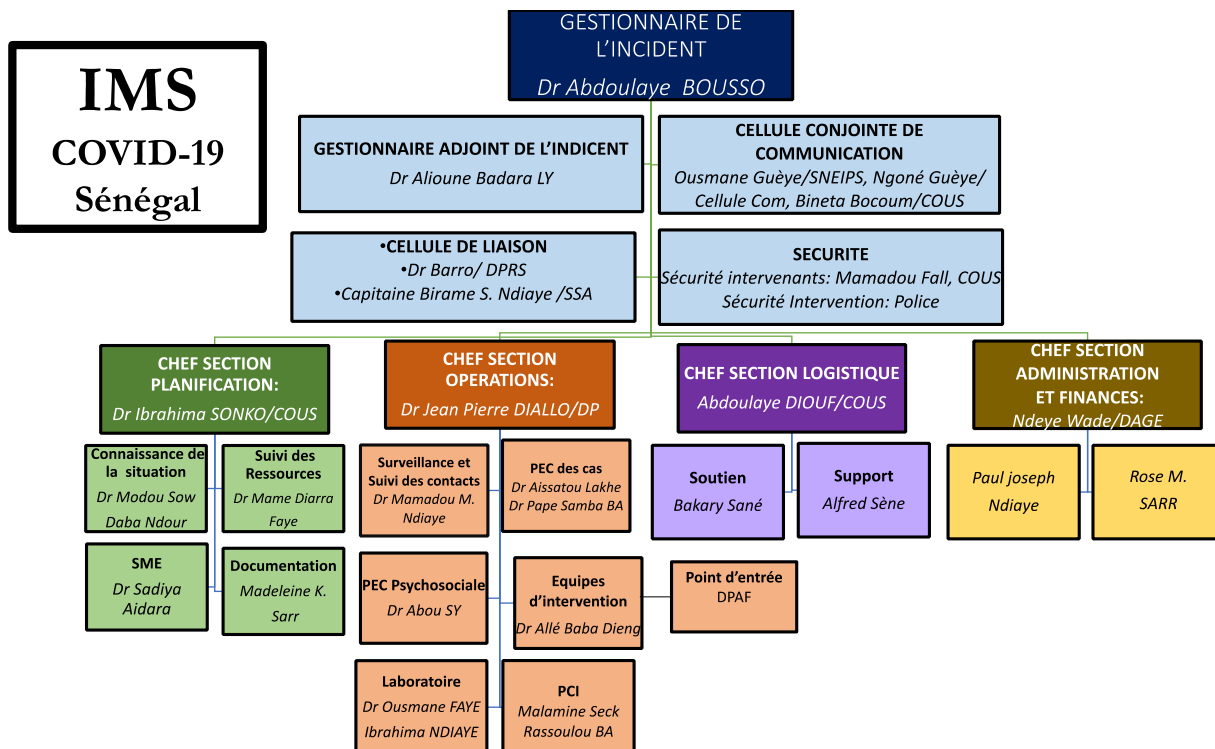 IMS
COVID-19
Sénégal
GESTIONNAIRE DE
L'INCIDENT
Dr Abdoulaye BOUSSO
GESTIONNAIRE ADJOINT DE L'INDICENT
Dr Alioune Badara LY
CELLULE CONJOINTE DE
COMMUNICATION
Ousmane Guèye/SNEIPS, Ngoné Guèye/
Cellule Com, Bineta Bocoum/COUS
•CELLULE DE LIAISON
•Dr Barro/ DPRS
•Capitaine Birame S. Ndiaye /SSA
SECURITE
Sécurité intervenants: Mamadou Fall, COUS
Sécurité Intervention: Police
CHEF SECTION
PLANIFICATION:
Dr Ibrahima SONKO/COUS
CHEF SECTION
OPERATIONS:
Dr Jean Pierre DIALLO/DP
CHEF SECTION LOGISTIQUE
Abdoulaye DIOUF/COUS
CHEF SECTION
ADMINISTRATION
ET FINANCES:
Ndeye Wade/DAGE
Connaissance de
la situation
Dr Modou Sow
Daba Ndour
Suivi des
Ressources
Dr Mame Diarra
Faye
SME
Dr Sadiya
Aidara
Documentation
Madeleine K.
Sarr
Surveillance et
Suivi des contacts
Dr Mamadou M.
Ndiaye
PEC des cas
Dr Aissatou Lakhe
Dr Pape Samba BA
PEC Psychosociale
Dr Abou SY
Equipes
d'intervention
Dr Allé Baba Dieng
Point d'entrée
DPAF
Laboratoire
Dr Ousmane FAYE
Ibrahima NDIAYE
PCI
Malamine Seck
Rassoulou BA
Soutien
Bakary Sané
Support
Alfred Sène
Paul joseph
Ndiaye
Rose M.
SARR